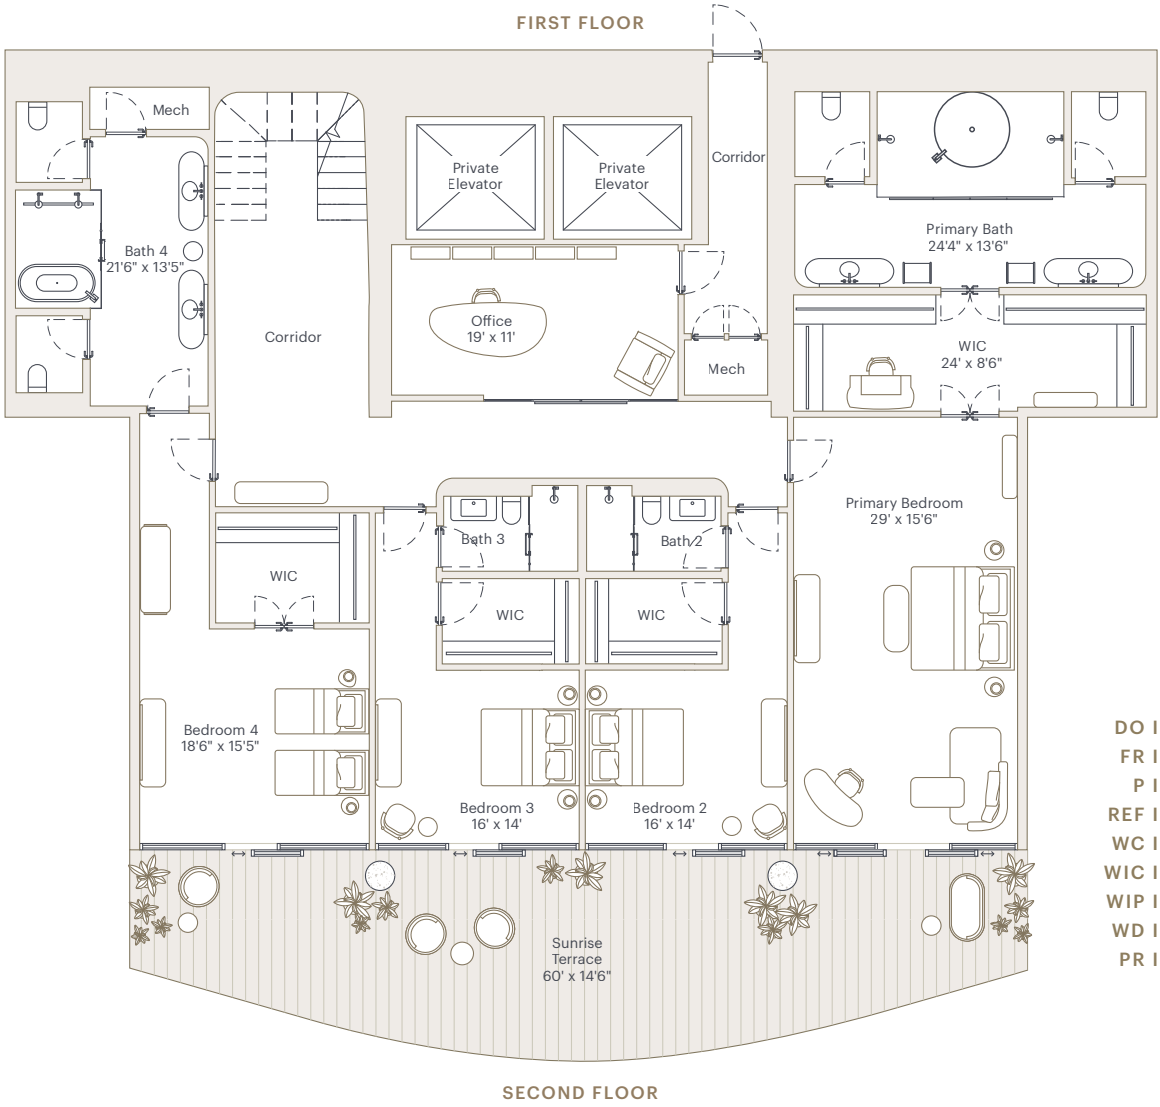 FIRST FLOOR
Mech
Corridor
Private
Elevator
Private
Elevator
Primary Bath
24'4" x 13'6"
Bath 4
21'6" x 13'5"
Corridor
Office
19' x 11'
Mech
WIC
24' x 8'6"
Primary Bedroom
29' x 15'6"
Bath 3
Bath 2
WIC
WIC
WIC
Bedroom 4
18'6" x 15'5"
Bedroom 3
16' x 14'
Bedroom 2
16' x 14'
DO I
FR I
P I
REF I
WC I
WIC I
WIP I
WD I
PR I
Sunrise
Terrace
60' x 14'6"
SECOND FLOOR